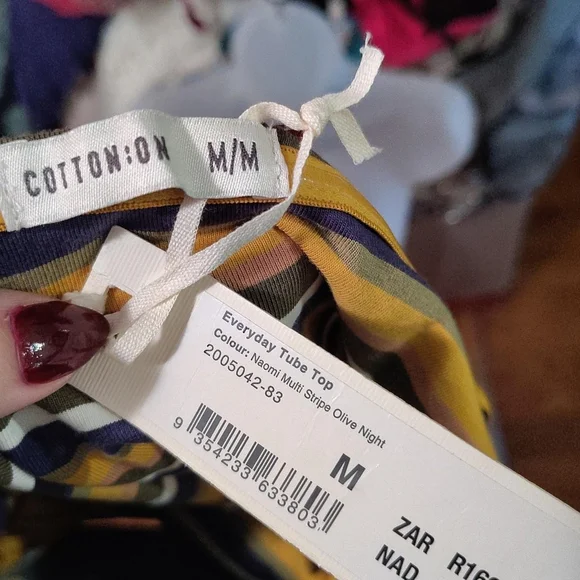 COTTON:ON M/M
Everyday Tube Top
Colour: Naomi Multi Stripe Olive Night
2005042-83
M
9 354233 633803
ZAR
NAD